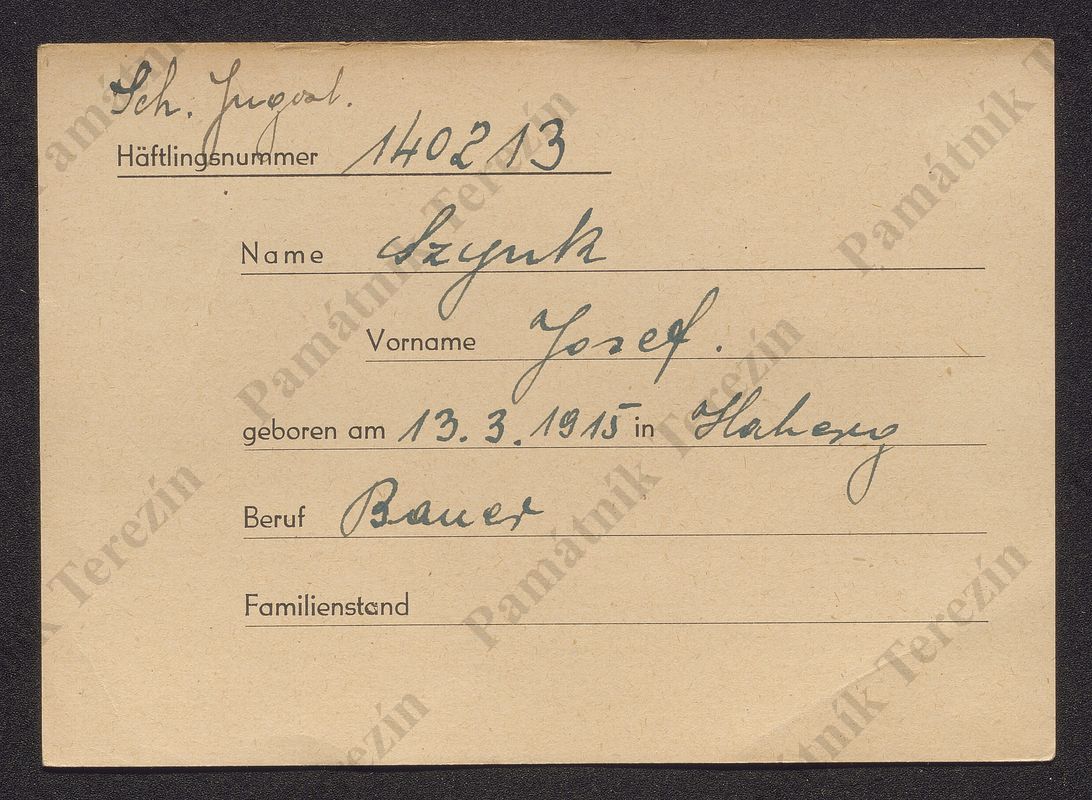 Sch. Jugosl.
Häftlingsnummer 140213
Name Szynk
Vorname Josef.
geboren am 13.3.1915 in
Beruf Bauer
Familienstand
Památník Terezín